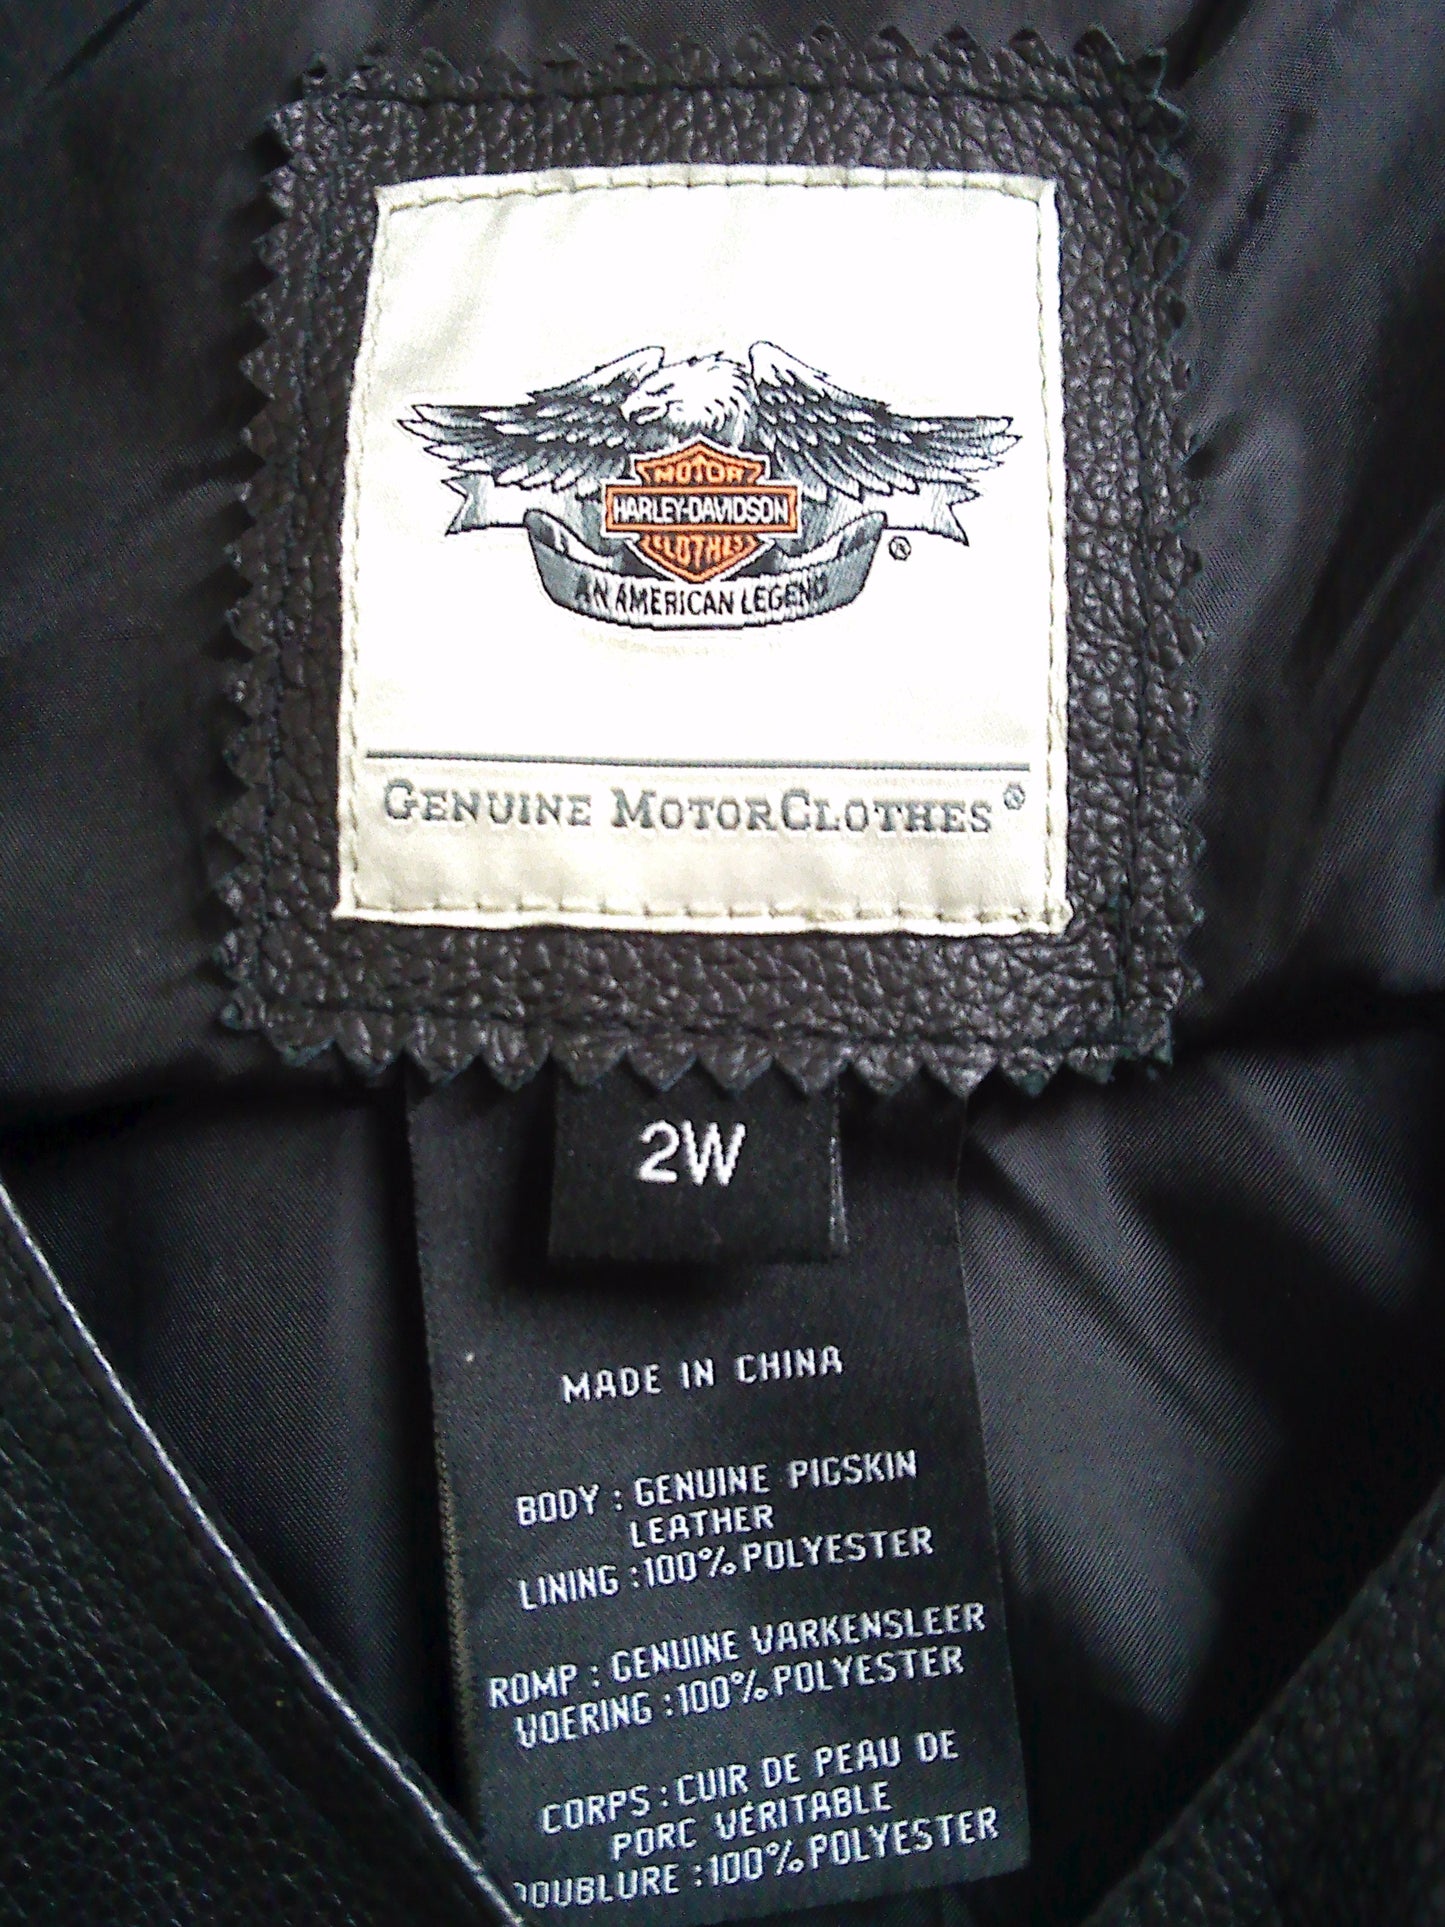 MOTOR
HARLEY-DAVIDSON
CLOTHES
®
AN AMERICAN LEGEND
GENUINE MOTORCLOTHES®
2W
MADE IN CHINA
BODY : GENUINE PIGSKIN
LEATHER
LINING :100% POLYESTER
ROMP : GENUINE VARKENSLEER
VOERING :100% POLYESTER
CORPS : CUIR DE PEAU DE
PORC VÉRITABLE
DOUBLURE :100% POLYESTER